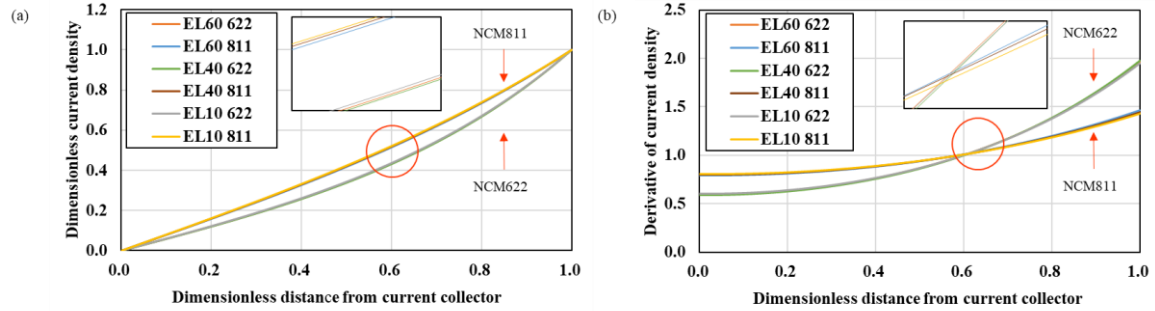 (a)
Dimensionless current density
1.2
1.0
0.8
0.6
0.4
0.2
0.0
EL60 622
EL60 811
EL40 622
EL40 811
EL10 622
EL10 811
NCM811
NCM622
0.0 0.2 0.4 0.6 0.8 1.0
Dimensionless distance from current collector
(b)
Derivative of current density
2.5
2.0
1.5
1.0
0.5
0.0
EL60 622
EL60 811
EL40 622
EL40 811
EL10 622
EL10 811
NCM622
NCM811
0.0 0.2 0.4 0.6 0.8 1.0
Dimensionless distance from current collector